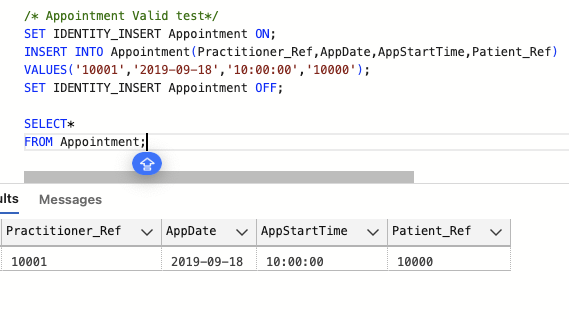 /* Appointment Valid test*/
SET IDENTITY_INSERT Appointment ON;
INSERT INTO Appointment(Practitioner_Ref,AppDate,AppStartTime,Patient_Ref)
VALUES('10001','2019-09-18','10:00:00','10000');
SET IDENTITY_INSERT Appointment OFF;
SELECT*
FROM Appointment;
ults Messages
Practitioner_Ref AppDate AppStartTime Patient_Ref
10001 2019-09-18 10:00:00 10000